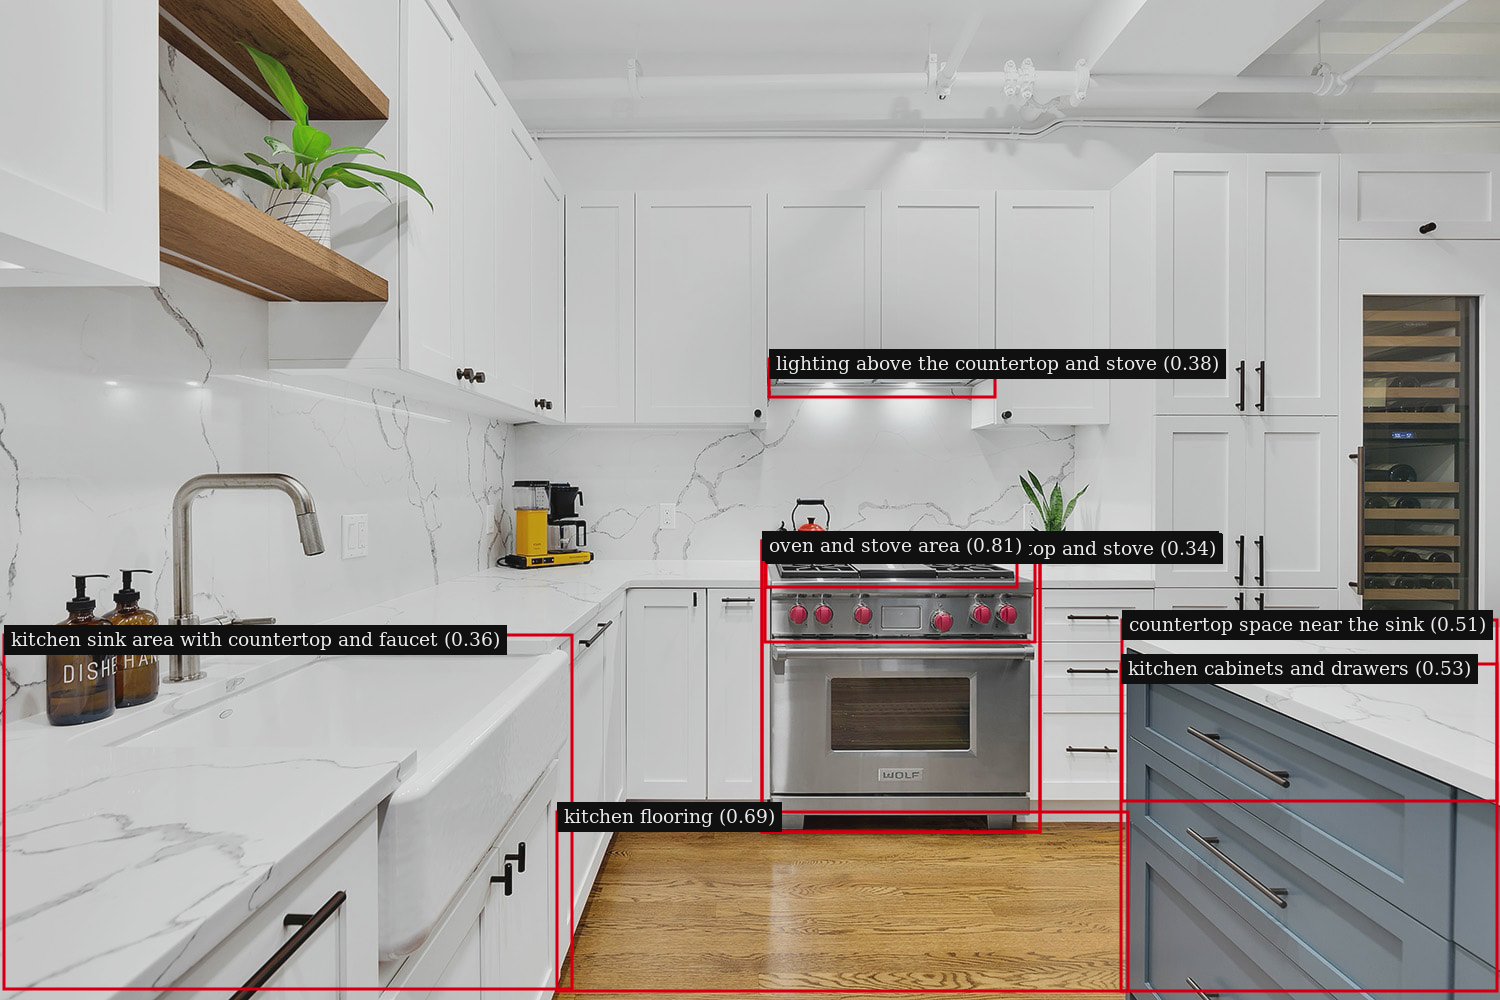 lighting above the countertop and stove (0.38)
oven and stove area (0.81)
top and stove (0.34)
countertop space near the sink (0.51)
kitchen sink area with countertop and faucet (0.36)
DISH
HAN
kitchen cabinets and drawers (0.53)
WOLF
kitchen flooring (0.69)